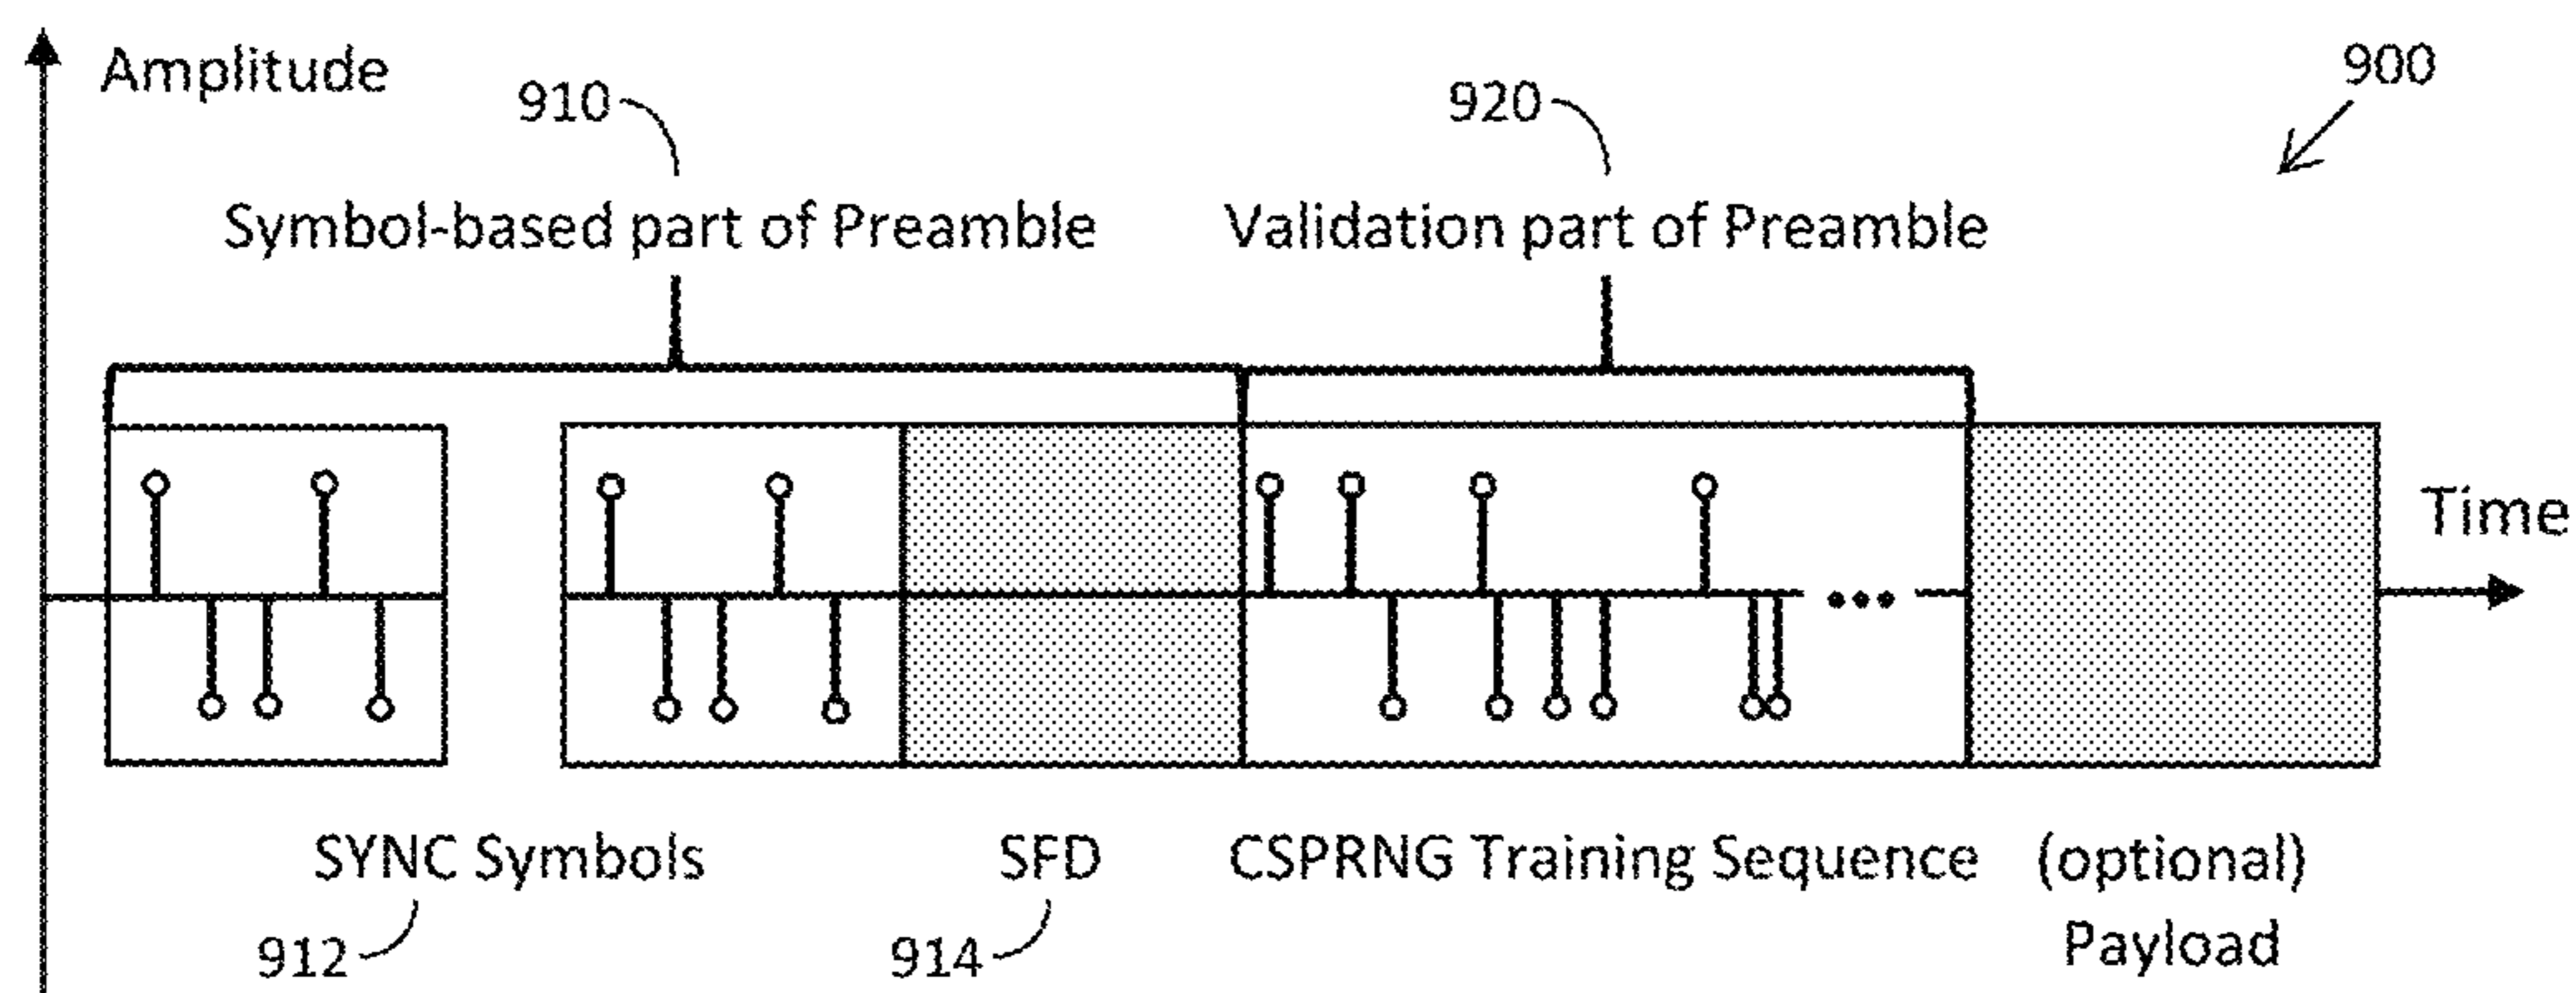 Amplitude
910
920
900
Symbol-based part of Preamble
Validation part of Preamble
Time
SYNC Symbols
SFD
CSPRNG Training Sequence
(optional)
Payload
912
914